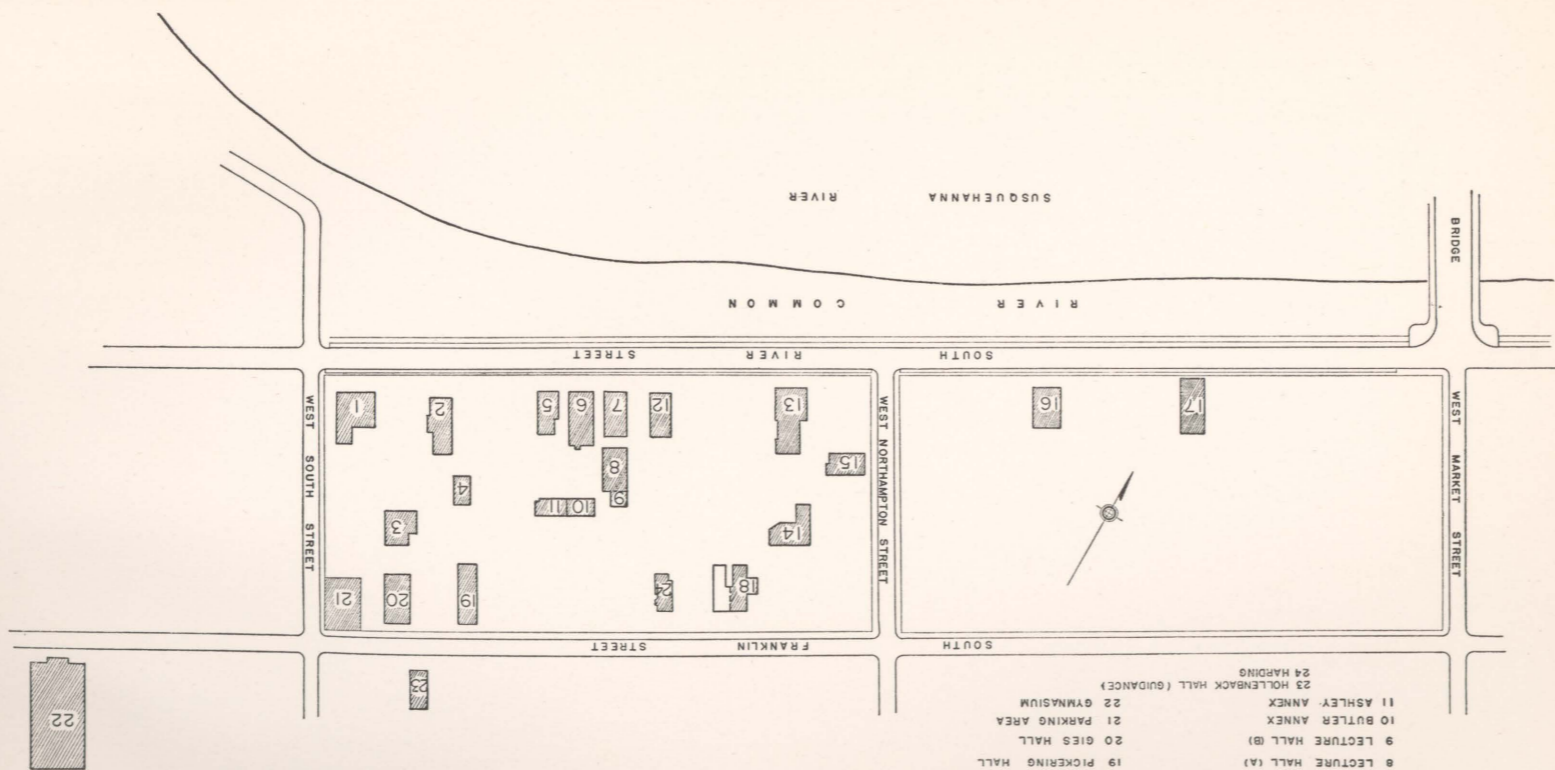 8 LECTURE HALL (A) 19 PICKERING HALL
9 LECTURE HALL (B) 20 GIES HALL
10 BUTLER ANNEX 21 PARKING AREA
11 ASHLEY ANNEX 22 GYMNASIUM
23 HOLLENBACK HALL (GUIDANCE)
24 HARDING
22
23
SOUTH FRANKLIN STREET
WEST MARKET STREET
WEST NORTHAMPTON STREET
WEST SOUTH STREET
18
24
19
20
21
14
3
9
10
11
8
4
15
17
16
13
12
7
6
5
2
1
SOUTH RIVER STREET
RIVER COMMON
BRIDGE
SUSQUEHANNA RIVER